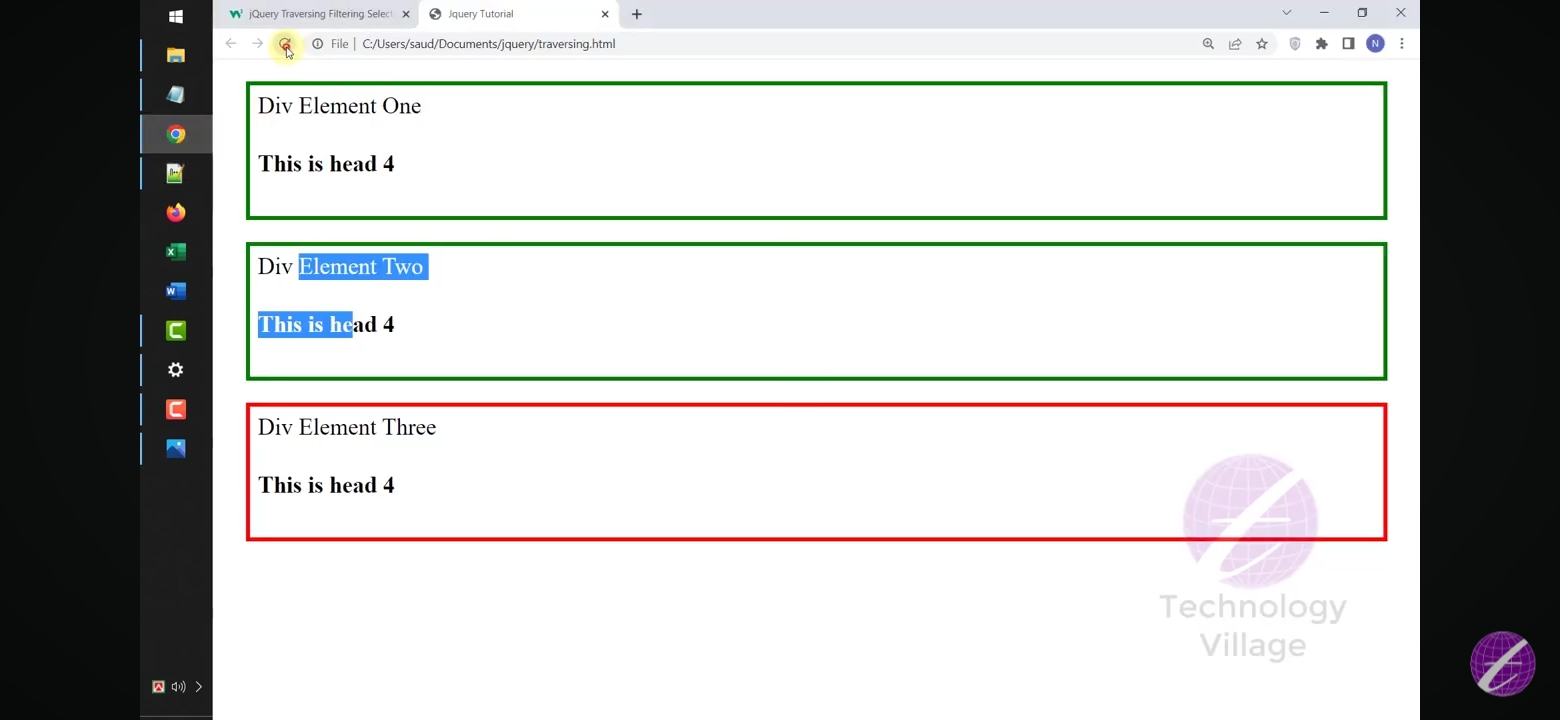 jQuery Traversing Filtering Select
Jquery Tutorial
File
C:/Users/saud/Documents/jquery/traversing.html
N
Div Element One
This is head 4
Div Element Two
This is head 4
Div Element Three
This is head 4
Technology
Village